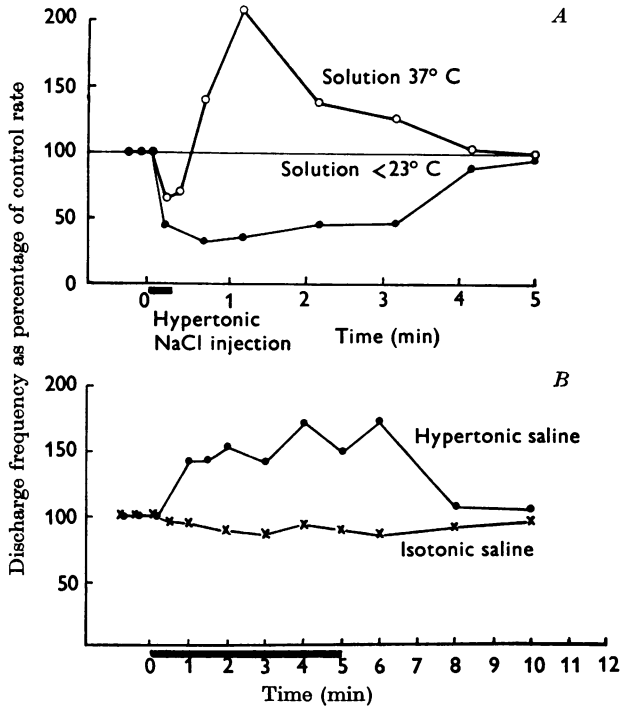 Discharge frequency as percentage of control rate
A
200
150
100
50
0
Solution 37° C
Solution <23° C
0 1 2 3 4 5
Hypertonic
NaCl injection
Time (min)
B
200
150
100
50
Hypertonic saline
Isotonic saline
0 1 2 3 4 5 6 7 8 9 10 11 12
Time (min)